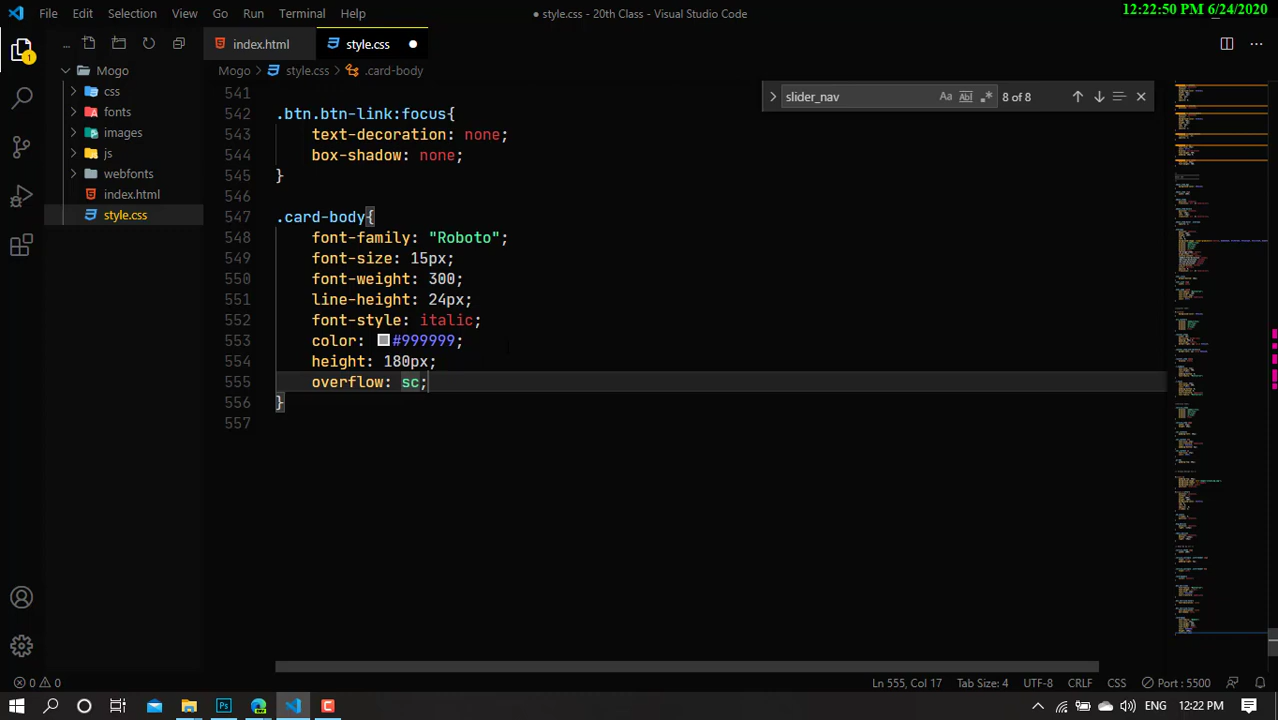 12:22:50 PM 6/24/2020
File Edit Selection View Go Run Terminal Help
● style.css - 20th Class - Visual Studio Code
index.html
style.css
Mogo > style.css > .card-body
slider_nav
Aa
Abl
8 of 8
1
...
Mogo
css
fonts
images
js
webfonts
index.html
style.css
541
542 .btn.btn-link:focus{
543 text-decoration: none;
544 box-shadow: none;
545 }
546
547 .card-body{
548 font-family: "Roboto";
549 font-size: 15px;
550 font-weight: 300;
551 line-height: 24px;
552 font-style: italic;
553 color: #999999;
554 height: 180px;
555 overflow: sc;
556 }
557
0 0
Ln 555, Col 17
Tab Size: 4
UTF-8
CRLF
CSS
Port : 5500
Ps
C
ENG
12:22 PM